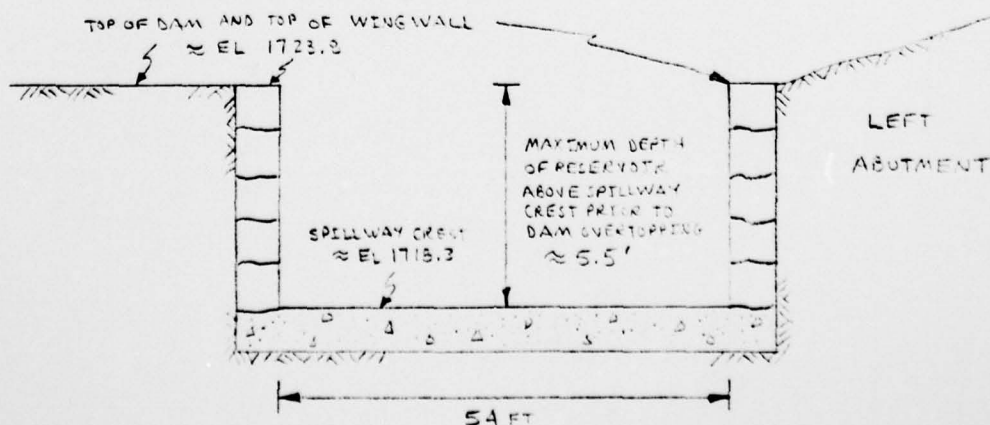 TOP OF DAM AND TOP OF WINGWALL
≈ EL 1723.8
LEFT
ABUTMENT
MAXIMUM DEPTH
OF RESERVOIR
ABOVE SPILLWAY
CREST PRIOR TO
DAM OVERTOPPING
≈ 5.5'
SPILLWAY CREST
≈ EL 1718.3
54 FT